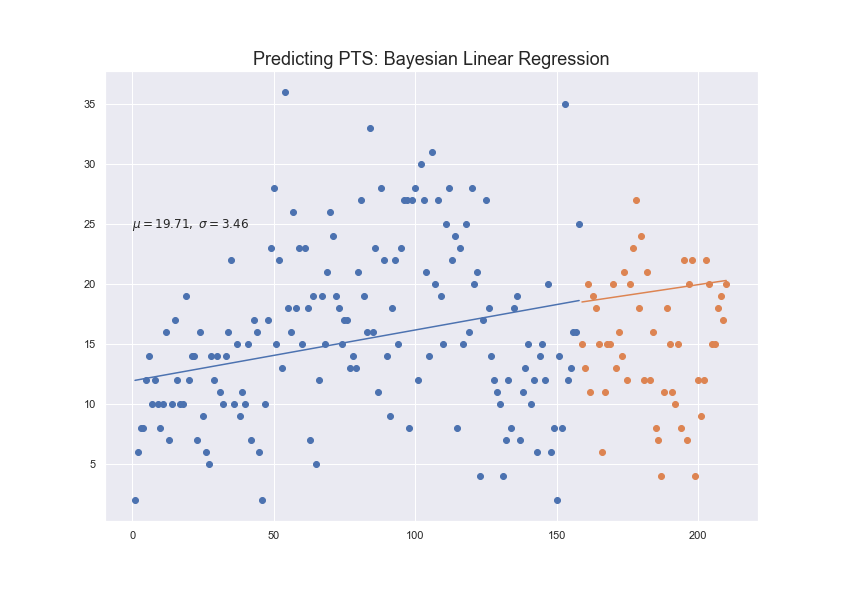 Predicting PTS: Bayesian Linear Regression
35
30
25
20
15
10
5
μ = 19.71, σ = 3.46
0 50 100 150 200